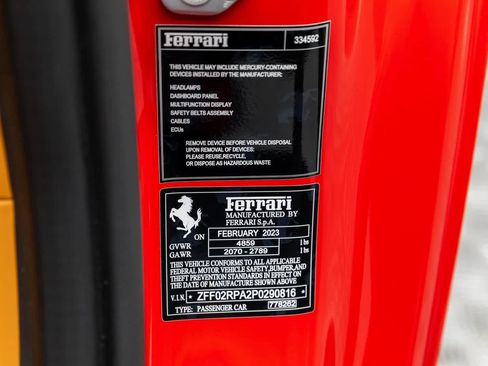 Ferrari 334592
THIS VEHICLE MAY INCLUDE MERCURY-CONTAINING
DEVICES INSTALLED BY THE MANUFACTURER:
HEADLAMPS
DASHBOARD PANEL
MULTIFUNCTION DISPLAY
SAFETY BELTS ASSEMBLY
CABLES
ECUs
REMOVE DEVICE BEFORE VEHICLE DISPOSAL
UPON REMOVAL OF DEVICES:
PLEASE REUSE,RECYCLE,
OR DISPOSE AS HAZARDOUS WASTE
Ferrari
MANUFACTURED BY
FERRARI S.p.A.
ON FEBRUARY 2023
GVWR 4859 lbs
GAWR 2070 - 2789 lbs
THIS VEHICLE CONFORMS TO ALL APPLICABLE
FEDERAL MOTOR VEHICLE SAFETY,BUMPER,AND
THEFT PREVENTION STANDARDS IN EFFECT ON
THE DATE OF MANUFACTURE SHOWN ABOVE
V.I.N. * ZFF02RPA2P0290816 *
TYPE: PASSENGER CAR 778262